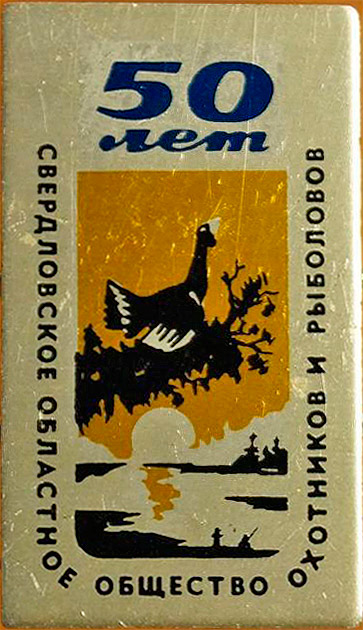 50
лет
СВЕРДЛОВСКОЕ ОБЛАСТНОЕ ОБЩЕСТВО ОХОТНИКОВ И РЫБОЛОВОВ